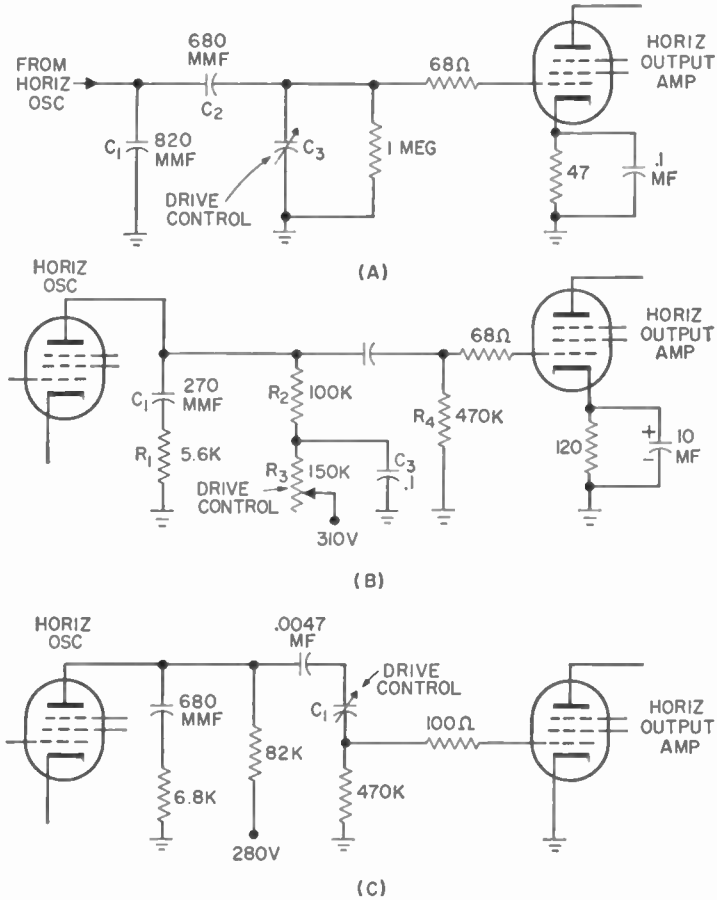 680
MMF
FROM
HORIZ
OSC
C2
C1 820
MMF
C3
1 MEG
DRIVE
CONTROL
68Ω
HORIZ
OUTPUT
AMP
47
.1
MF
(A)
HORIZ
OSC
C1 270
MMF
R1 5.6K
R2 100K
R3 150K
DRIVE
CONTROL
C3
.1
310V
R4 470K
68Ω
HORIZ
OUTPUT
AMP
120
+
-
10
MF
(B)
HORIZ
OSC
.0047
MF
DRIVE
CONTROL
680
MMF
C1
82K
6.8K
470K
280V
100Ω
HORIZ
OUTPUT
AMP
(C)